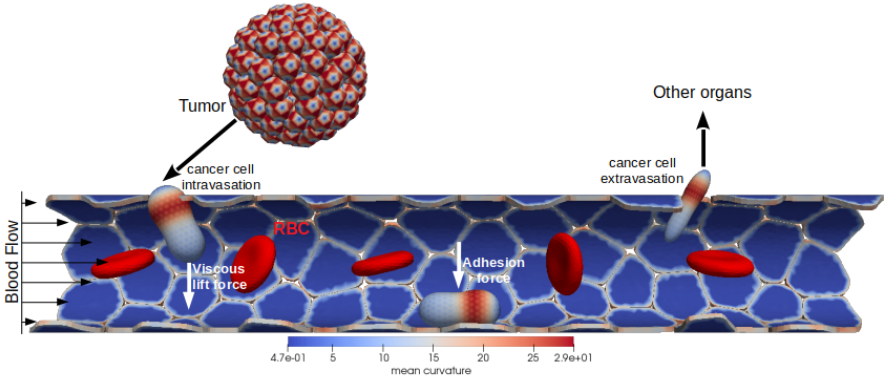 Tumor
Other organs
cancer cell
intravasation
cancer cell
extravasation
RBC
Blood Flow
Viscous
lift force
Adhesion
force
4.7e-01 5 10 15 20 25 2.9e+01
mean curvature